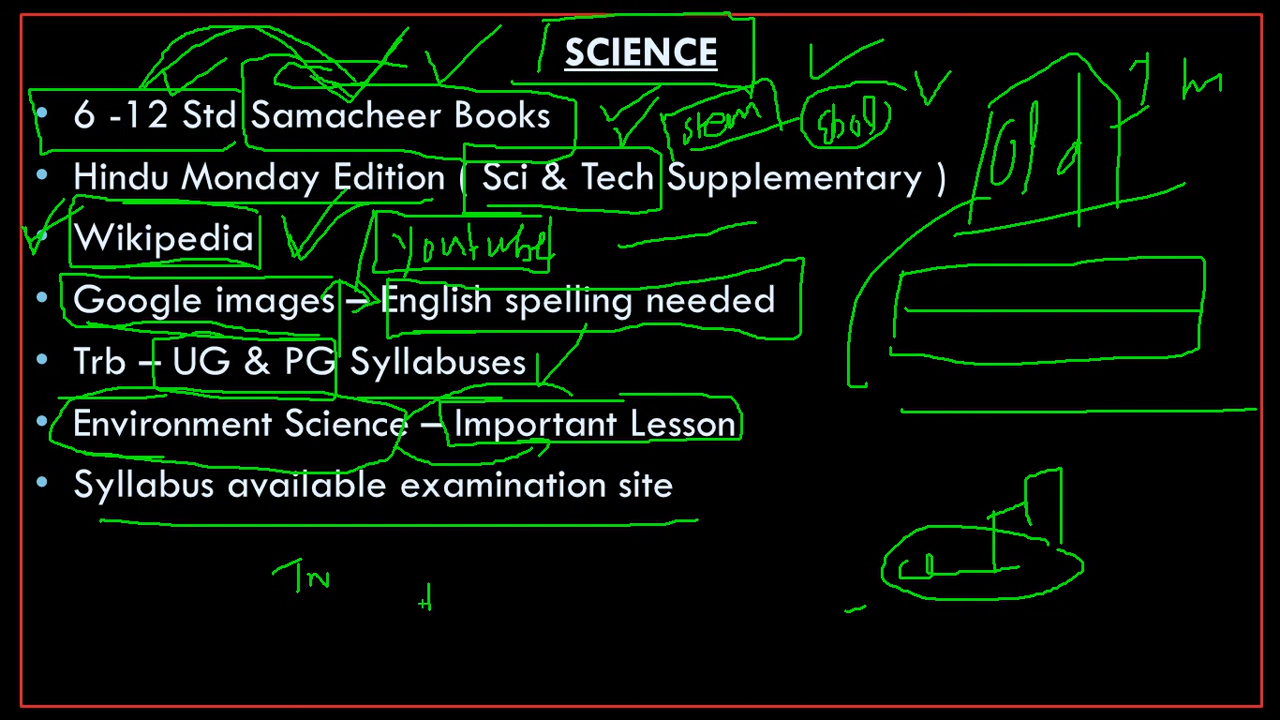 SCIENCE
• 6 -12 Std Samacheer Books stem
• Hindu Monday Edition ( Sci & Tech Supplementary )
• Wikipedia youtube
• Google images – English spelling needed
• Trb – UG & PG Syllabuses
• Environment Science – Important Lesson
• Syllabus available examination site
Tn